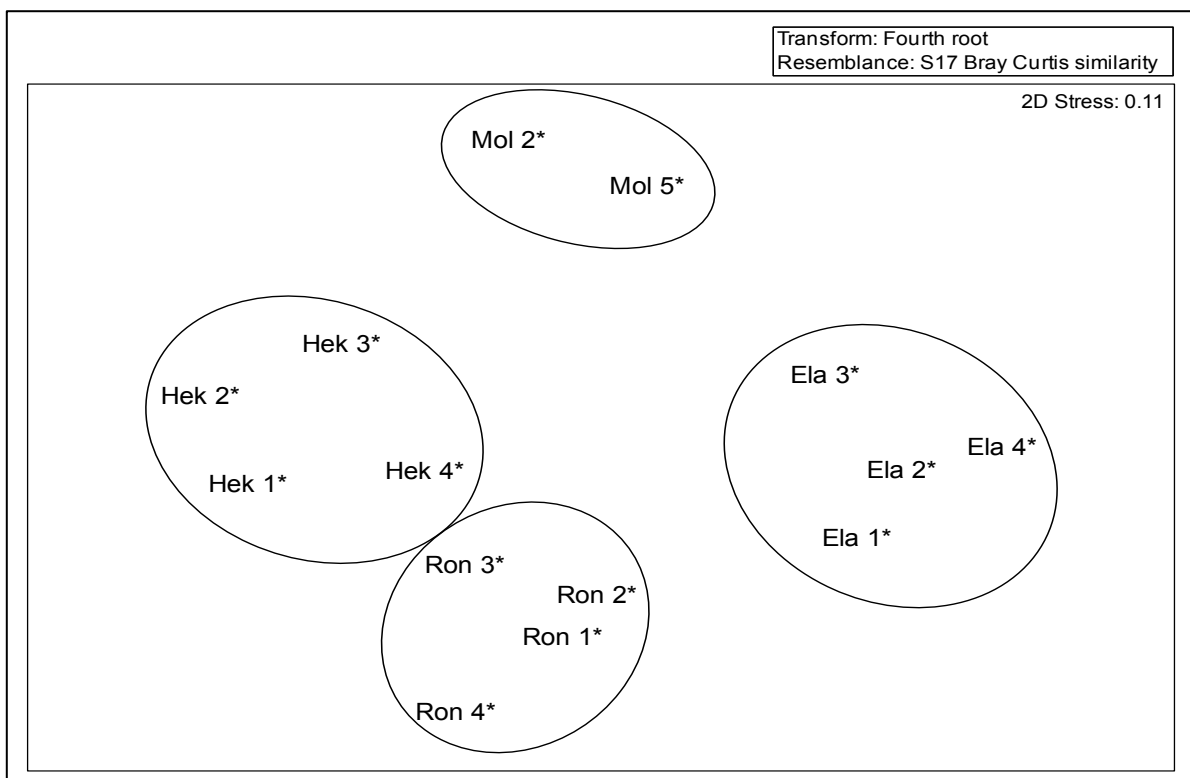 Transform: Fourth root
Resemblance: S17 Bray Curtis similarity
2D Stress: 0.11
Mol 2*
Mol 5*
Hek 3*
Ela 3*
Hek 2*
Ela 4*
Hek 4*
Ela 2*
Hek 1*
Ela 1*
Ron 3*
Ron 2*
Ron 1*
Ron 4*